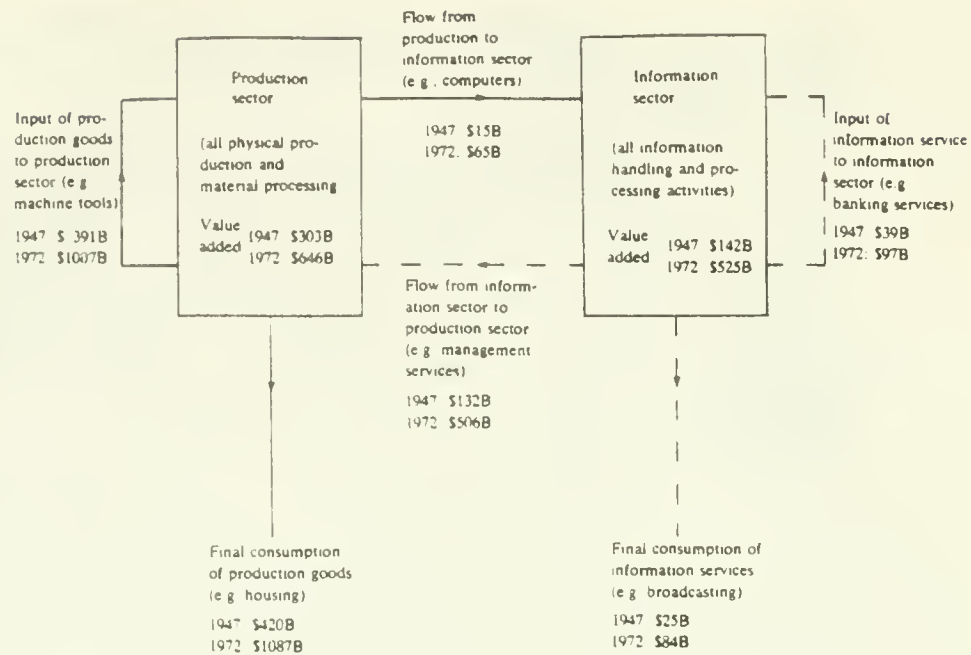 Flow from
production to
information sector
(e g , computers)
1947 $15B
1972. $65B
Production
sector
(all physical pro-
duction and
material processing
Value
added
1947 $303B
1972 $646B
Information
sector
(all information
handling and pro-
cessing activities)
Value
added
1947 $142B
1972 $525B
Input of pro-
duction goods
to production
sector (e g
machine tools)
1947 $ 391B
1972 $1007B
Input of
information service
to information
sector (e.g
banking services)
1947 $39B
1972: $97B
Flow from inform-
ation sector to
production sector
(e g management
services)
1947 $132B
1972 $506B
Final consumption
of production goods
(e g housing)
1947 $420B
1972 $1087B
Final consumption of
information services
(e g broadcasting)
1947 $25B
1972 $84B